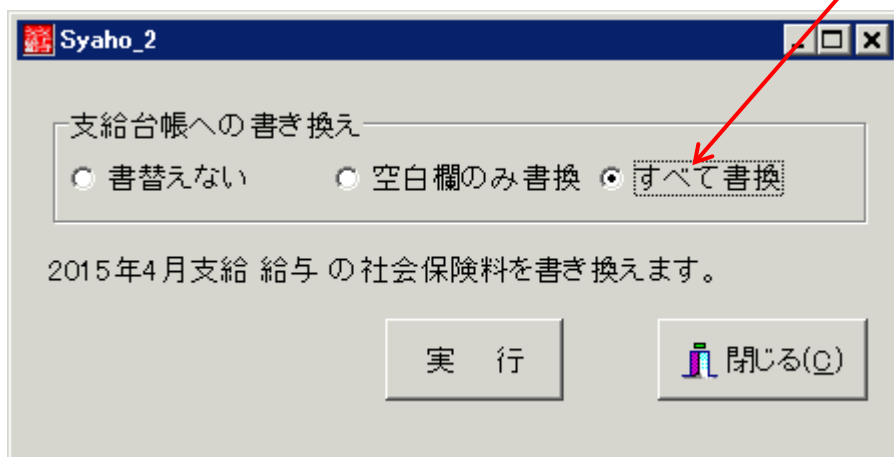 Syaho_2
支給台帳への書き換え
書替えない 空白欄のみ書換 すべて書換
2015年4月支給 給与 の社会保険料を書き換えます。
実 行 閉じる(C)